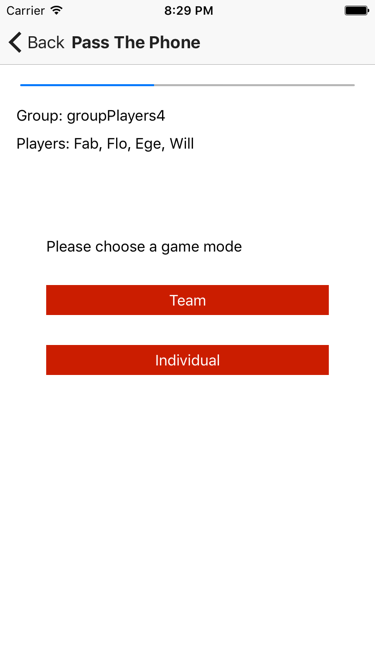 Carrier 8:29 PM
Back Pass The Phone
Group: groupPlayers4
Players: Fab, Flo, Ege, Will
Please choose a game mode
Team
Individual